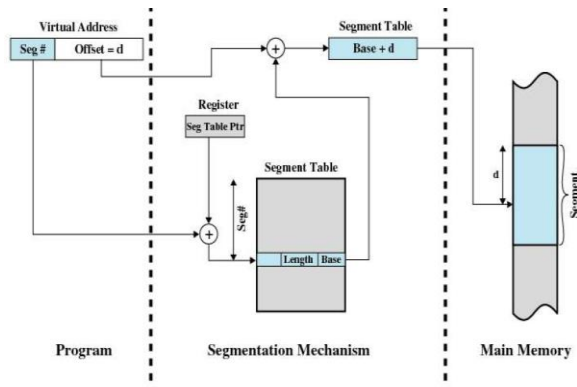 Virtual Address
Seg #
Offset = d
Segment Table
Base + d
Register
Seg Table Ptr
Segment Table
Seg#
Length
Base
d
Segment
Program
Segmentation Mechanism
Main Memory
+
+